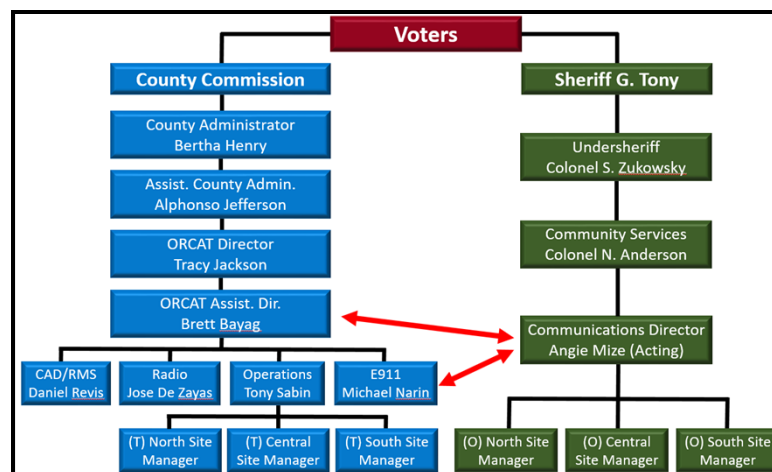 Voters
County Commission
Sheriff G. Tony
County Administrator
Bertha Henry
Undersheriff
Colonel S. Zukowsky
Assist. County Admin.
Alphonso Jefferson
ORCAT Director
Tracy Jackson
Community Services
Colonel N. Anderson
ORCAT Assist. Dir.
Brett Bayag
Communications Director
Angie Mize (Acting)
CAD/RMS
Daniel Revis
Radio
Jose De Zayas
Operations
Tony Sabin
E911
Michael Narin
(T) North Site
Manager
(T) Central
Site Manager
(T) South Site
Manager
(O) North Site
Manager
(O) Central
Site Manager
(O) South Site
Manager